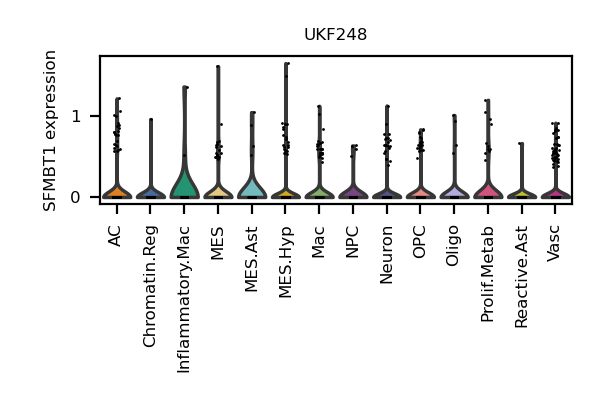 UKF248
SFMBT1 expression
1
0
AC
Chromatin.Reg
Inflammatory.Mac
MES
MES.Ast
MES.Hyp
Mac
NPC
Neuron
OPC
Oligo
Prolif.Metab
Reactive.Ast
Vasc